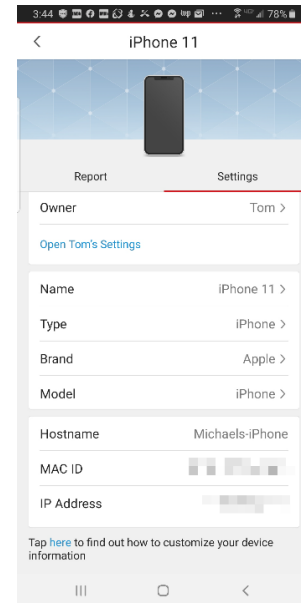 3:44 78%
iPhone 11
Report Settings
Owner Tom >
Open Tom's Settings
Name iPhone 11 >
Type iPhone >
Brand Apple >
Model iPhone >
Hostname Michaels-iPhone
MAC ID
IP Address
Tap here to find out how to customize your device
information